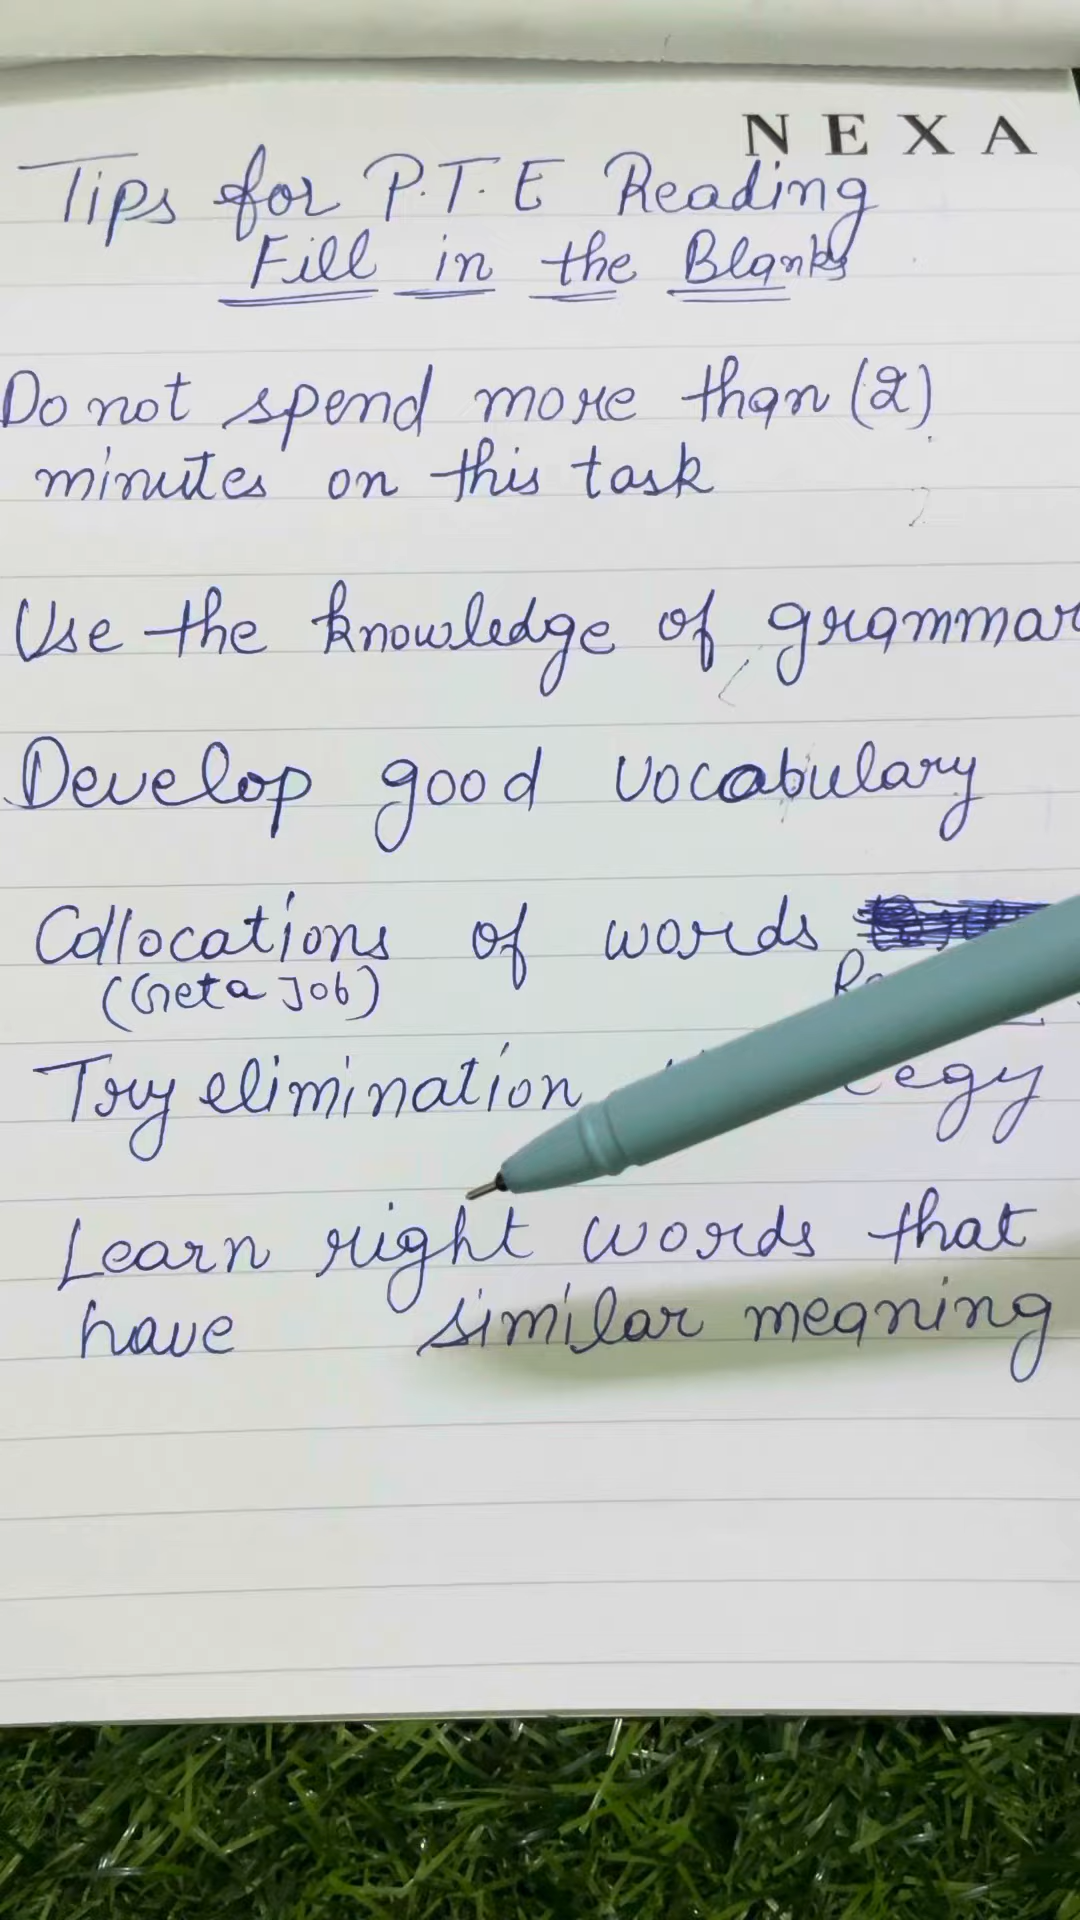 NEXA
Tips for P.T.E Reading
Fill in the Blanks
Do not spend more than (2)
minutes on this task
Use the knowledge of grammar
Develop good vocabulary
Collocations of words
(Get a Job)
Try elimination
Learn right words that
have similar meaning